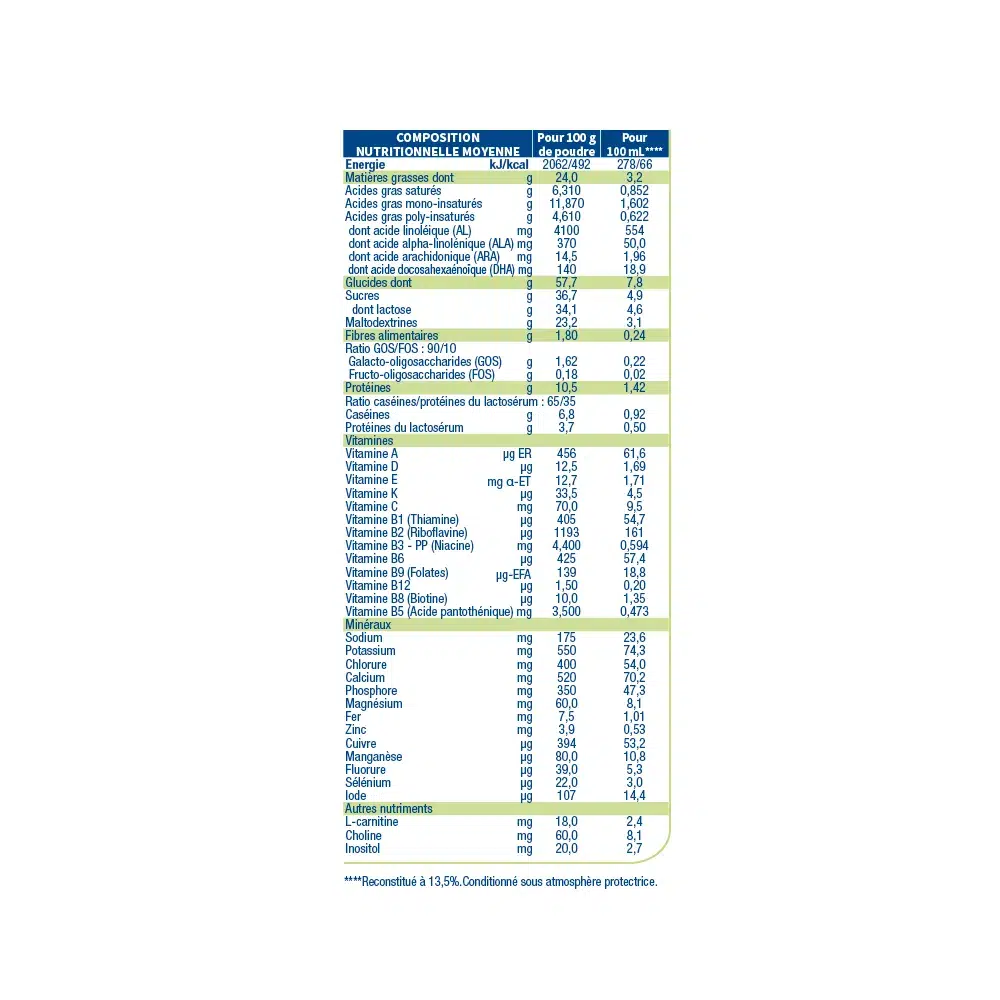 COMPOSITION NUTRITIONNELLE MOYENNE Pour 100 g de poudre Pour 100 mL****
Energie kJ/kcal 2062/492 278/66
Matières grasses dont g 24,0 3,2
Acides gras saturés g 6,310 0,852
Acides gras mono-insaturés g 11,870 1,602
Acides gras poly-insaturés g 4,610 0,622
dont acide linoléique (AL) mg 4100 554
dont acide alpha-linolénique (ALA) mg 370 50,0
dont acide arachidonique (ARA) mg 14,5 1,96
dont acide docosahexaénoïque (DHA) mg 140 18,9
Glucides dont g 57,7 7,8
Sucres g 36,7 4,9
dont lactose g 34,1 4,6
Maltodextrines g 23,2 3,1
Fibres alimentaires g 1,80 0,24
Ratio GOS/FOS : 90/10
Galacto-oligosaccharides (GOS) g 1,62 0,22
Fructo-oligosaccharides (FOS) g 0,18 0,02
Protéines g 10,5 1,42
Ratio caséines/protéines du lactosérum : 65/35
Caséines g 6,8 0,92
Protéines du lactosérum g 3,7 0,50
Vitamines
Vitamine A µg ER 456 61,6
Vitamine D µg 12,5 1,69
Vitamine E mg α-ET 12,7 1,71
Vitamine K µg 33,5 4,5
Vitamine C mg 70,0 9,5
Vitamine B1 (Thiamine) µg 405 54,7
Vitamine B2 (Riboflavine) µg 1193 161
Vitamine B3 - PP (Niacine) mg 4,400 0,594
Vitamine B6 µg 425 57,4
Vitamine B9 (Folates) µg-EFA 139 18,8
Vitamine B12 µg 1,50 0,20
Vitamine B8 (Biotine) µg 10,0 1,35
Vitamine B5 (Acide pantothénique) mg 3,500 0,473
Minéraux
Sodium mg 175 23,6
Potassium mg 550 74,3
Chlorure mg 400 54,0
Calcium mg 520 70,2
Phosphore mg 350 47,3
Magnésium mg 60,0 8,1
Fer mg 7,5 1,01
Zinc mg 3,9 0,53
Cuivre µg 394 53,2
Manganèse µg 80,0 10,8
Fluorure µg 39,0 5,3
Sélénium µg 22,0 3,0
Iode µg 107 14,4
Autres nutriments
L-carnitine mg 18,0 2,4
Choline mg 60,0 8,1
Inositol mg 20,0 2,7
****Reconstitué à 13,5%.Conditionné sous atmosphère protectrice.